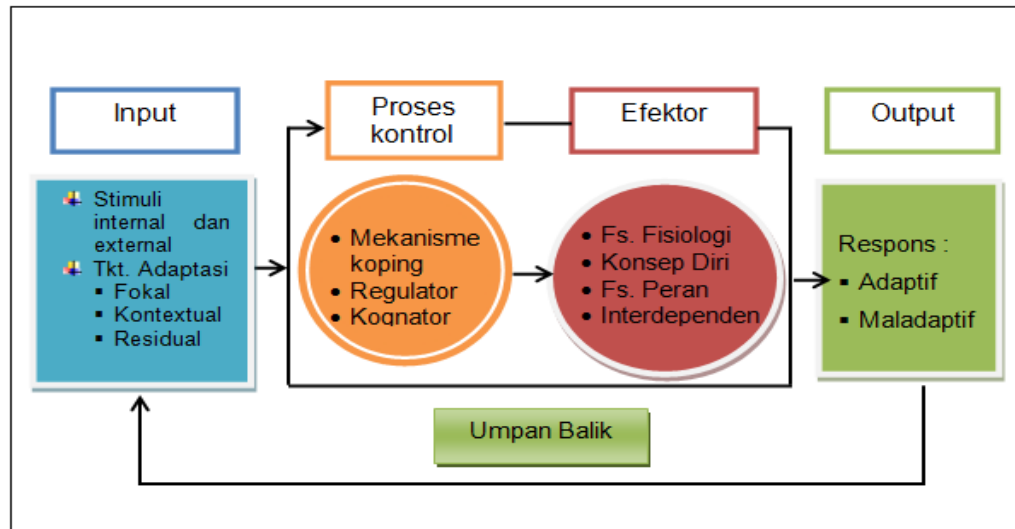 Input
Proses
kontrol
Efektor
Output
Stimuli
internal dan
external
Tkt. Adaptasi
Fokal
Kontextual
Residual
• Mekanisme
koping
• Regulator
• Kognator
• Fs. Fisiologi
• Konsep Diri
• Fs. Peran
• Interdependen
Respons :
Adaptif
Maladaptif
Umpan Balik